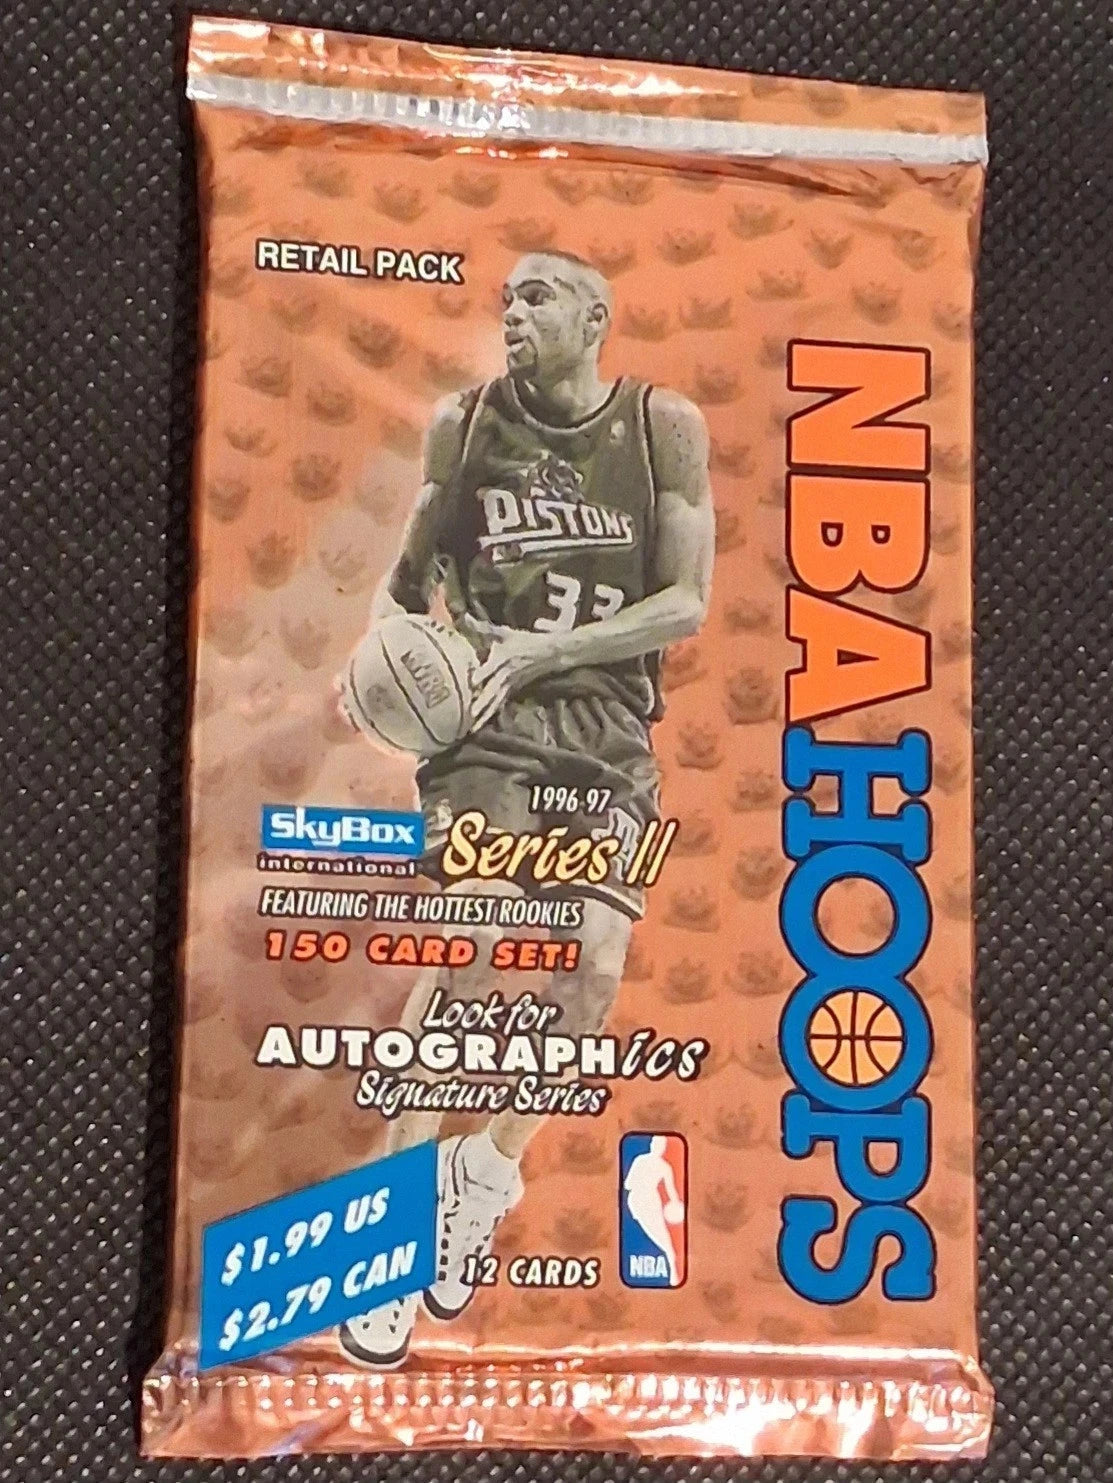 RETAIL PACK
NBA HOOPS
PISTONS
33
NBA
1996-97
SkyBox
international
Series II
FEATURING THE HOTTEST ROOKIES
150 CARD SET!
Look for
AUTOGRAPHics
Signature Series
$1.99 US
$2.79 CAN
12 CARDS
NBA